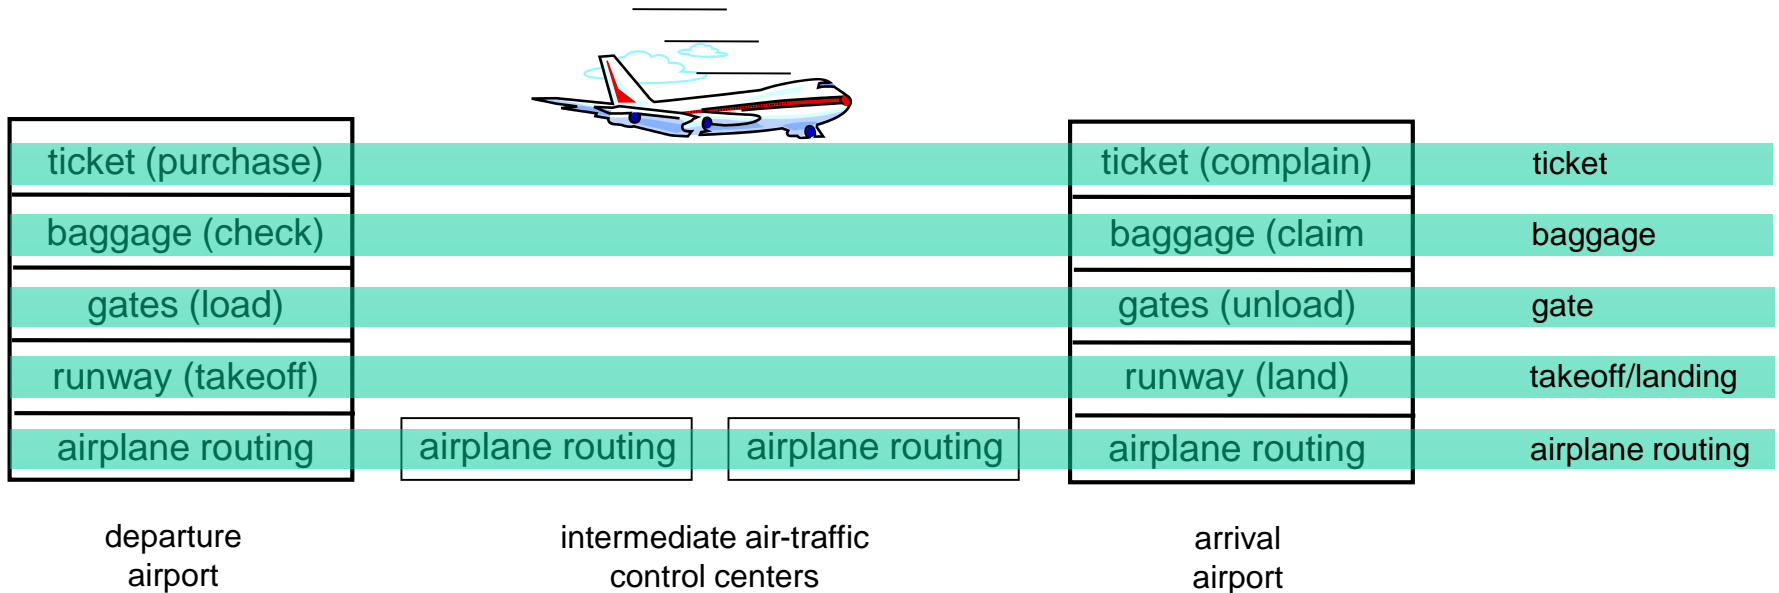 ticket (purchase) ticket (complain) ticket
baggage (check) baggage (claim baggage
gates (load) gates (unload) gate
runway (takeoff) runway (land) takeoff/landing
airplane routing airplane routing airplane routing airplane routing airplane routing
departure
airport
intermediate air-traffic
control centers
arrival
airport